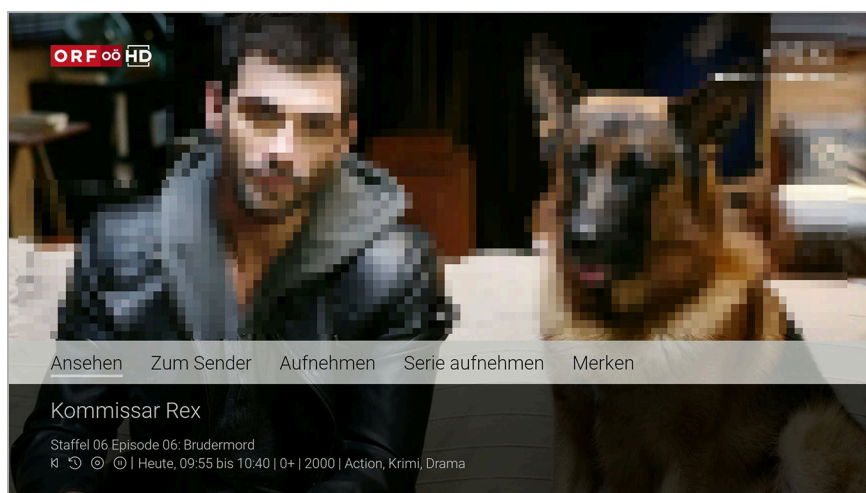 ORF oö HD
Ansehen Zum Sender Aufnehmen Serie aufnehmen Merken
Kommissar Rex
Staffel 06 Episode 06: Brudermord
| Heute, 09:55 bis 10:40 | 0+ | 2000 | Action, Krimi, Drama